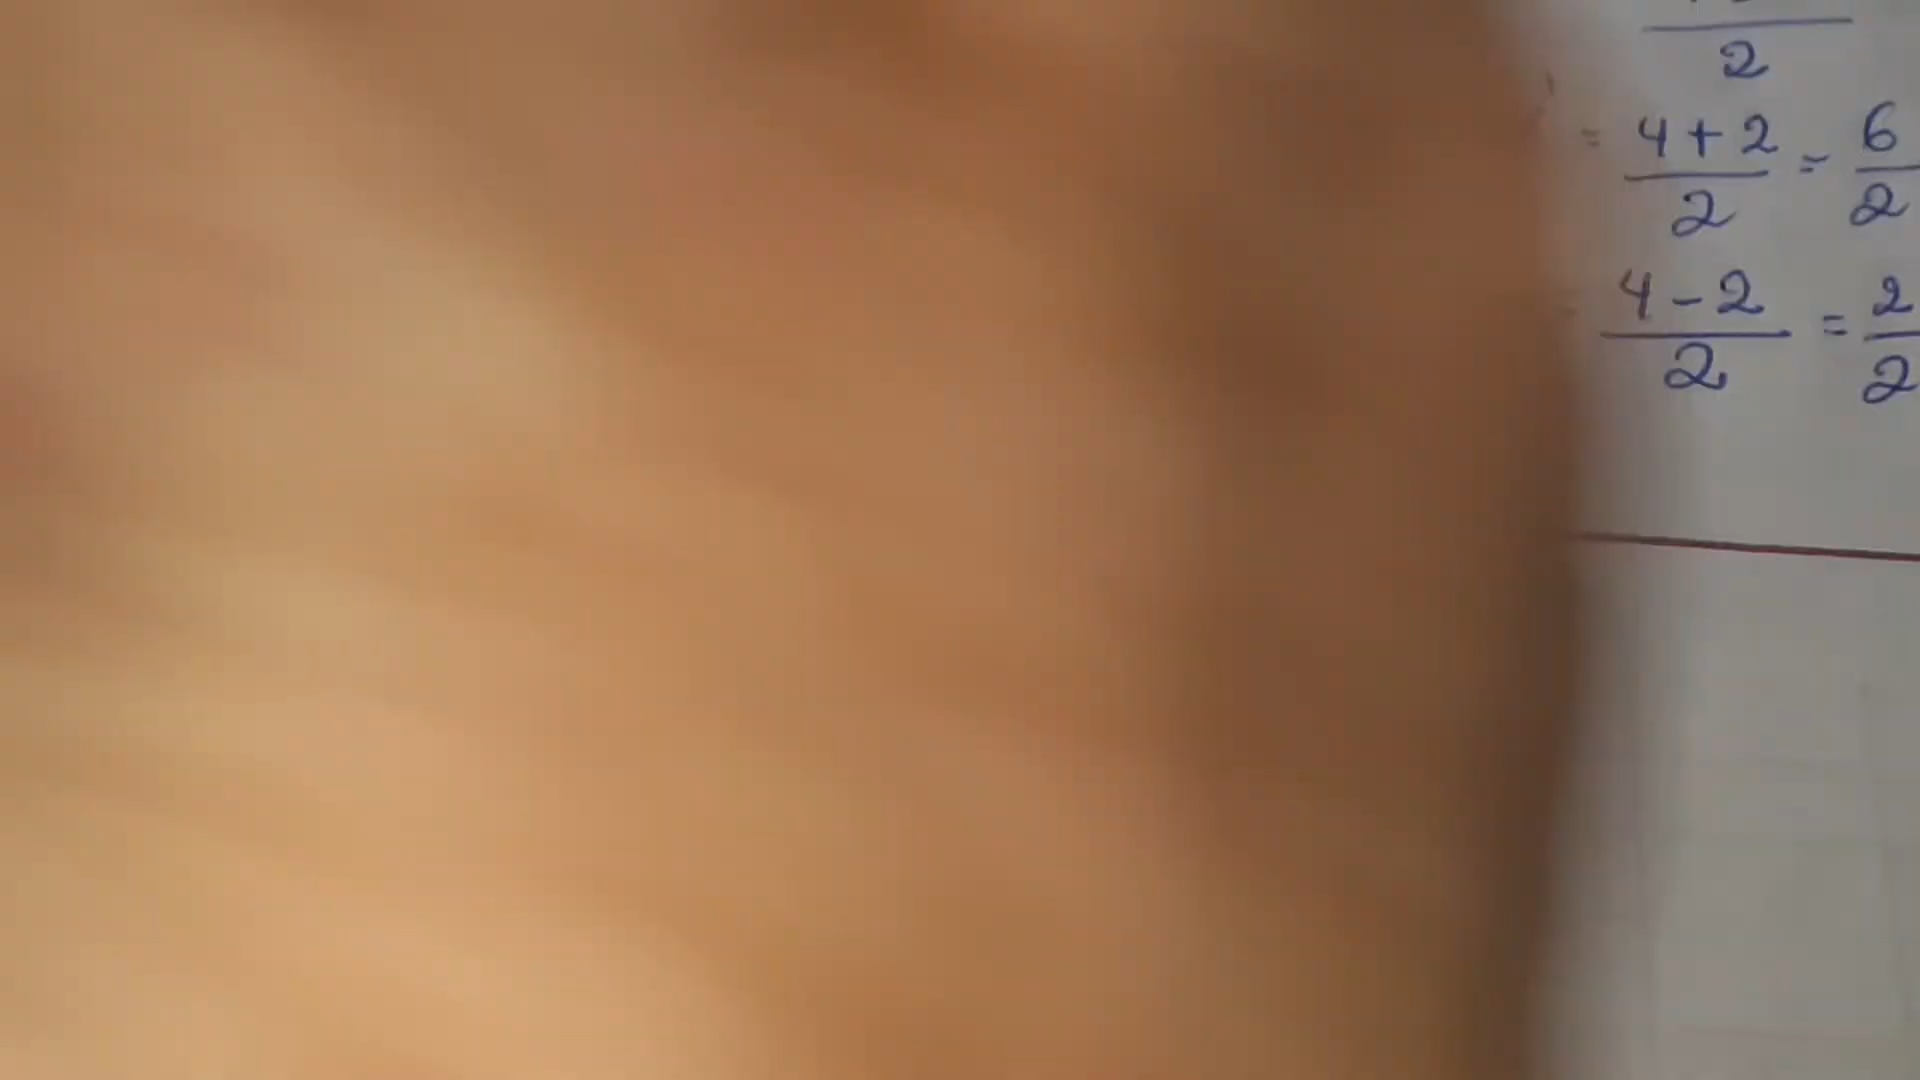 2
= 4 + 2 / 2 = 6 / 2
4 - 2 / 2 = 2 / 2